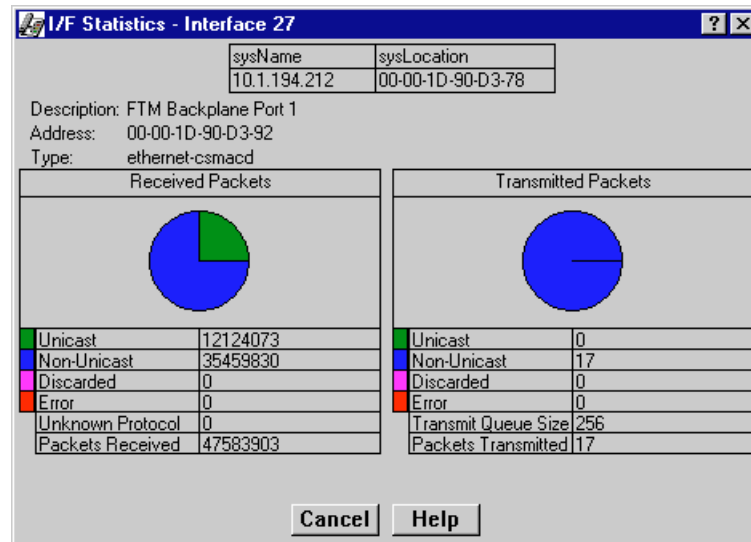 I/F Statistics - Interface 27
sysName sysLocation
10.1.194.212 00-00-1D-90-D3-78
Description: FTM Backplane Port 1
Address: 00-00-1D-90-D3-92
Type: ethernet-csmacd
Received Packets
Unicast 12124073
Non-Unicast 35459830
Discarded 0
Error 0
Unknown Protocol 0
Packets Received 47583903
Transmitted Packets
Unicast 0
Non-Unicast 17
Discarded 0
Error 0
Transmit Queue Size 256
Packets Transmitted 17
Cancel Help